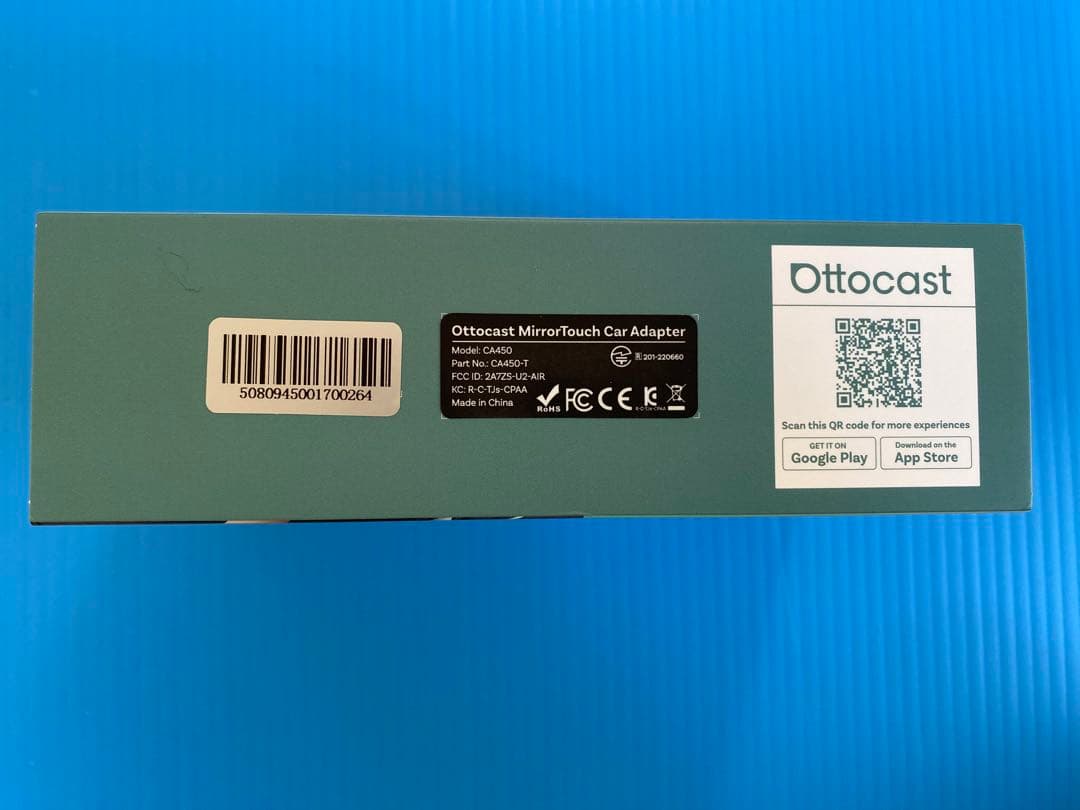 5080945001700264
Ottocast MirrorTouch Car Adapter
Model: CA450
Part No.: CA450-T
FCC ID: 2A7ZS-U2-AIR
KC: R-C-TJs-CPAA
Made in China
R 201-220660
RoHS FC CE
R-C-TJs-CPAA
Ottocast
Scan this QR code for more experiences
GET IT ON
Google Play
Download on the
App Store